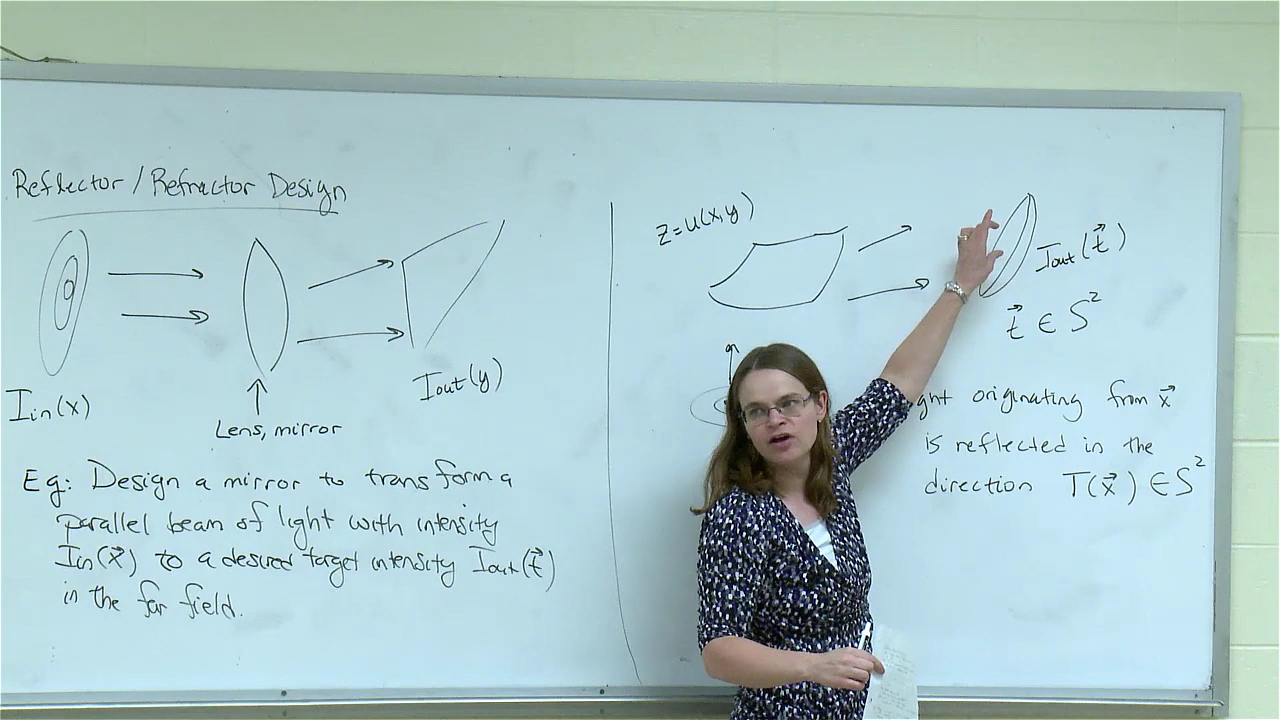 Reflector / Refractor Design
Iin(x)
Lens, mirror
Iout(y)
Eg: Design a mirror to transform a
parallel beam of light with intensity
Iin(x⃗) to a desired target intensity Iout(t⃗)
in the far field.
z=u(x,y)
Iout(t⃗)
t⃗ ∈ S²
ght originating from x⃗
is reflected in the
direction T(x⃗) ∈ S²